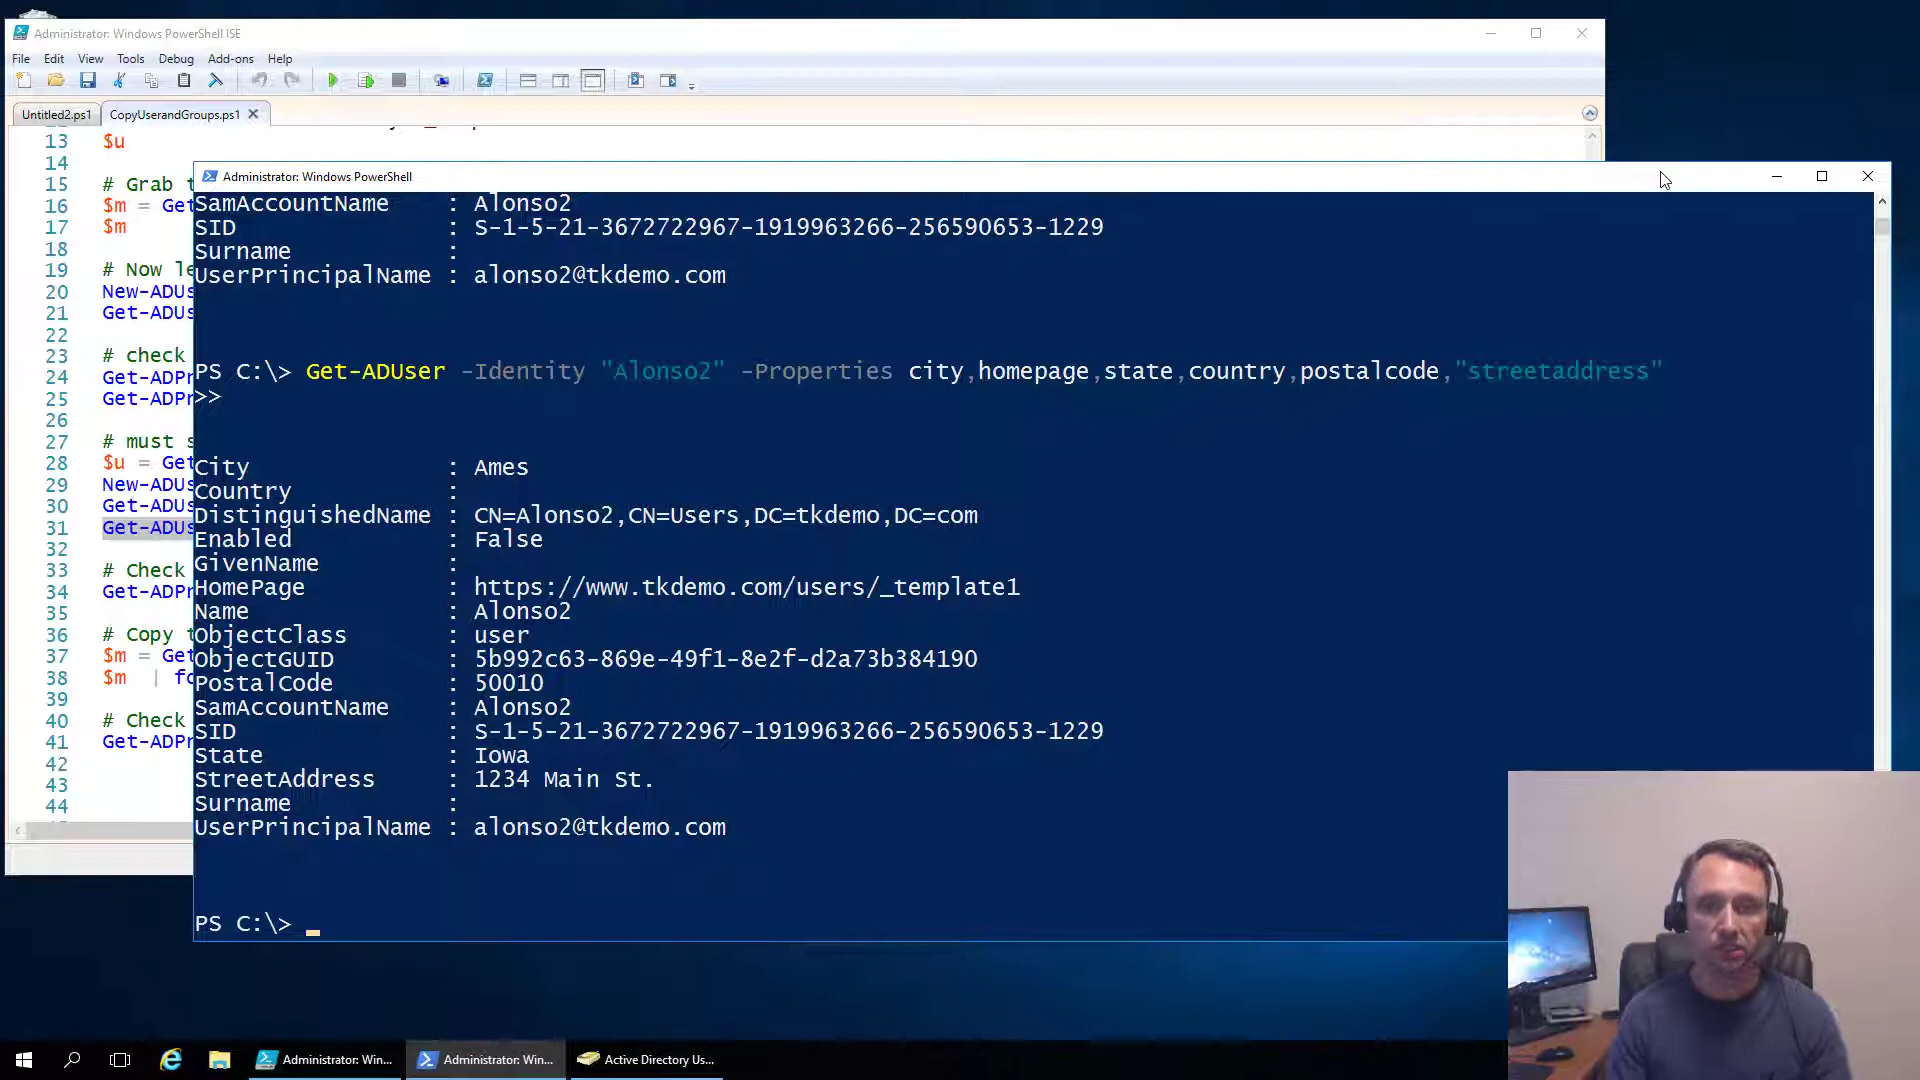 Administrator: Windows PowerShell ISE
File Edit View Tools Debug Add-ons Help
Untitled2.ps1 CopyUserandGroups.ps1
13 $u
14
15 # Grab t
16 $m = Get
17 $m
18
19 # Now le
20 New-ADUs
21 Get-ADUs
22
23 # check
24 Get-ADPr
25 Get-ADPr
26
27 # must s
28 $u = Get
29 New-ADUs
30 Get-ADUs
31 Get-ADUs
32
33 # Check
34 Get-ADPr
35
36 # Copy t
37 $m = Get
38 $m | fo
39
40 # Check
41 Get-ADPr
42
43
44
Administrator: Windows PowerShell
SamAccountName : Alonso2
SID : S-1-5-21-3672722967-1919963266-256590653-1229
Surname :
UserPrincipalName : alonso2@tkdemo.com
PS C:\> Get-ADUser -Identity "Alonso2" -Properties city,homepage,state,country,postalcode,"streetaddress"
>>
City : Ames
Country :
DistinguishedName : CN=Alonso2,CN=Users,DC=tkdemo,DC=com
Enabled : False
GivenName :
HomePage : https://www.tkdemo.com/users/_template1
Name : Alonso2
ObjectClass : user
ObjectGUID : 5b992c63-869e-49f1-8e2f-d2a73b384190
PostalCode : 50010
SamAccountName : Alonso2
SID : S-1-5-21-3672722967-1919963266-256590653-1229
State : Iowa
StreetAddress : 1234 Main St.
Surname :
UserPrincipalName : alonso2@tkdemo.com
PS C:\> _
Administrator: Win... Administrator: Win... Active Directory Us...